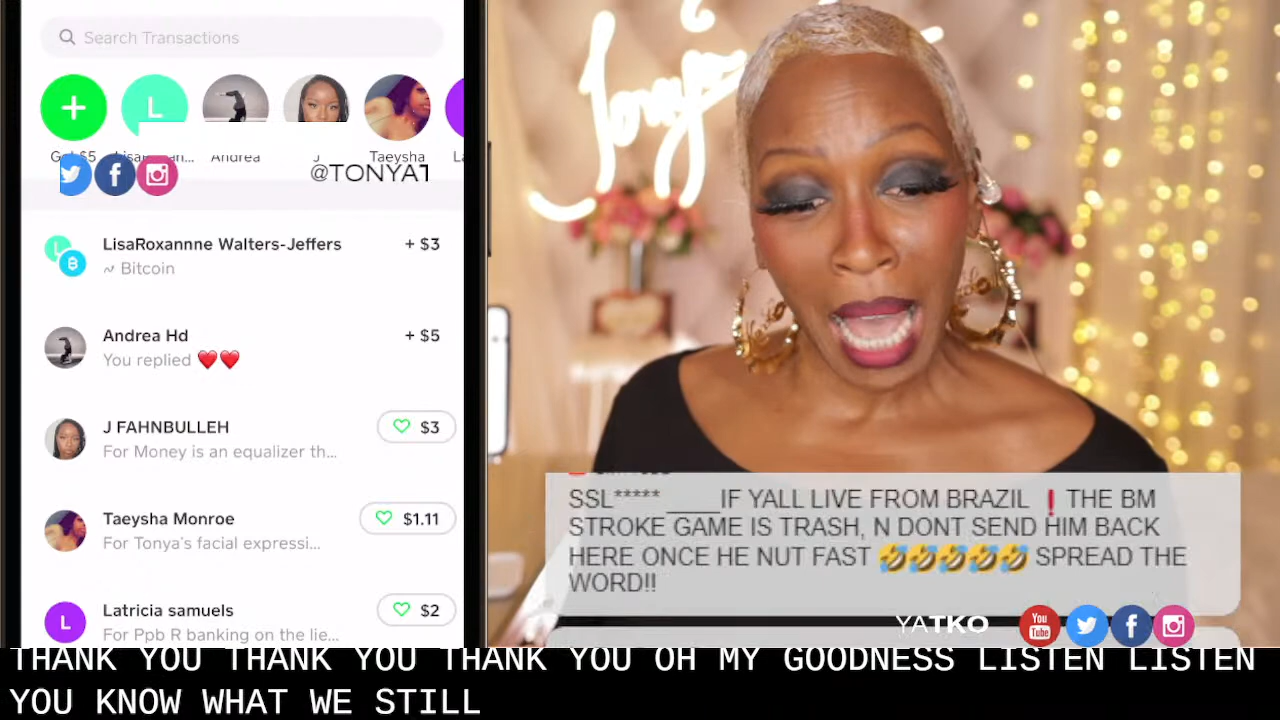 Search Transactions
L
Andrea
J
Taeysha
@TONYAT
LisaRoxannne Walters-Jeffers
+ $3
Bitcoin
Andrea Hd
+ $5
You replied ❤️❤️
J FAHNBULLEH
$3
For Money is an equalizer th...
Taeysha Monroe
$1.11
For Tonya's facial expressi...
L
Latricia samuels
$2
For Ppb R banking on the lie...
Tonya
SSL***** ____IF YALL LIVE FROM BRAZIL ❗THE BM
STROKE GAME IS TRASH, N DONT SEND HIM BACK
HERE ONCE HE NUT FAST 🤣🤣🤣🤣🤣 SPREAD THE
WORD!!
YATKO
You
Tube
THANK YOU THANK YOU THANK YOU OH MY GOODNESS LISTEN LISTEN
YOU KNOW WHAT WE STILL